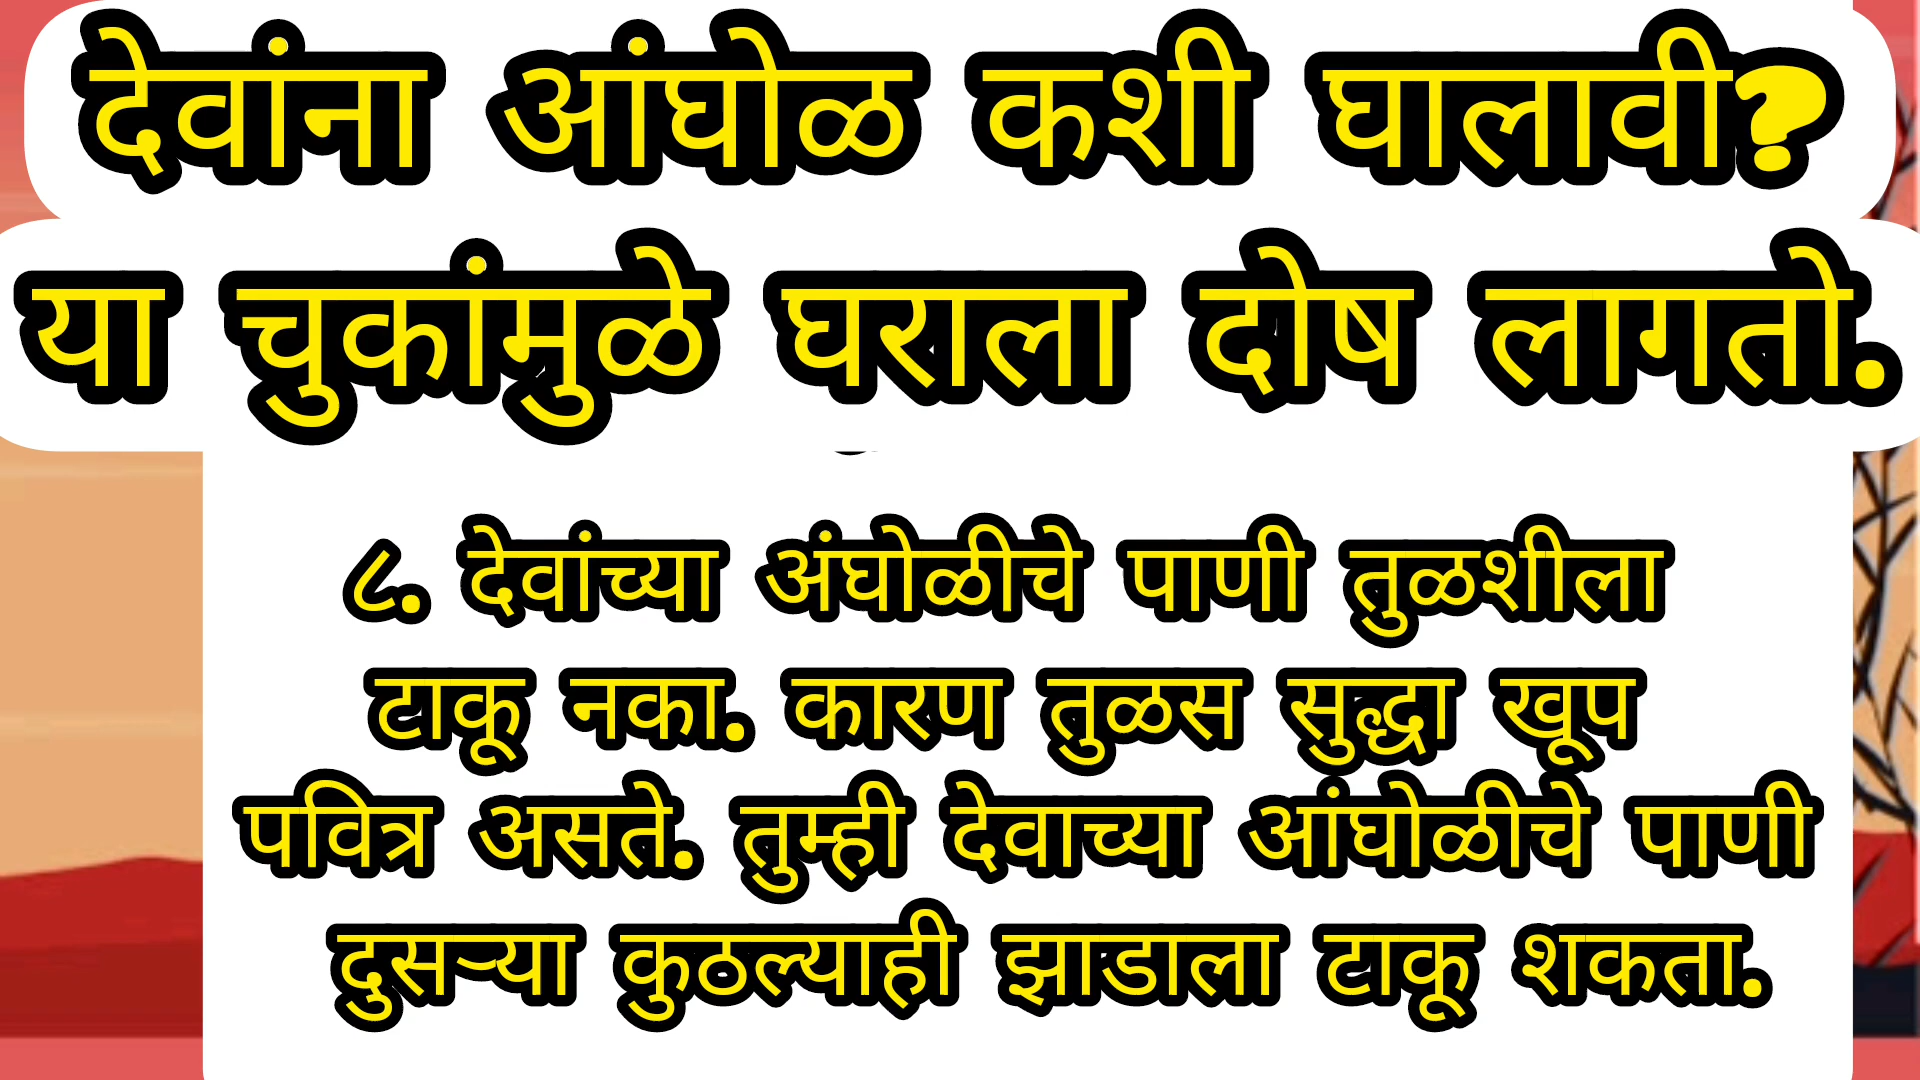 देवांना आंघोळ कशी घालावी?
या चुकांमुळे घराला दोष लागतो.
८. देवांच्या अंघोळीचे पाणी तुळशीला
टाकू नका. कारण तुळस सुद्धा खूप
पवित्र असते. तुम्ही देवाच्या आंघोळीचे पाणी
दुसऱ्या कुठल्याही झाडाला टाकू शकता.